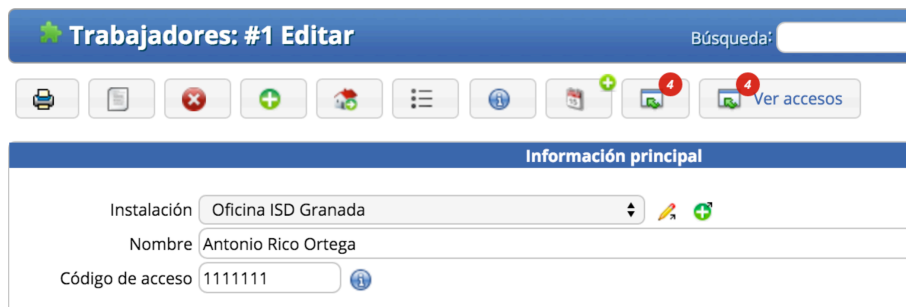 Trabajadores: #1 Editar
Búsqueda:
4
4
Ver accesos
Información principal
Instalación Oficina ISD Granada
Nombre Antonio Rico Ortega
Código de acceso 1111111